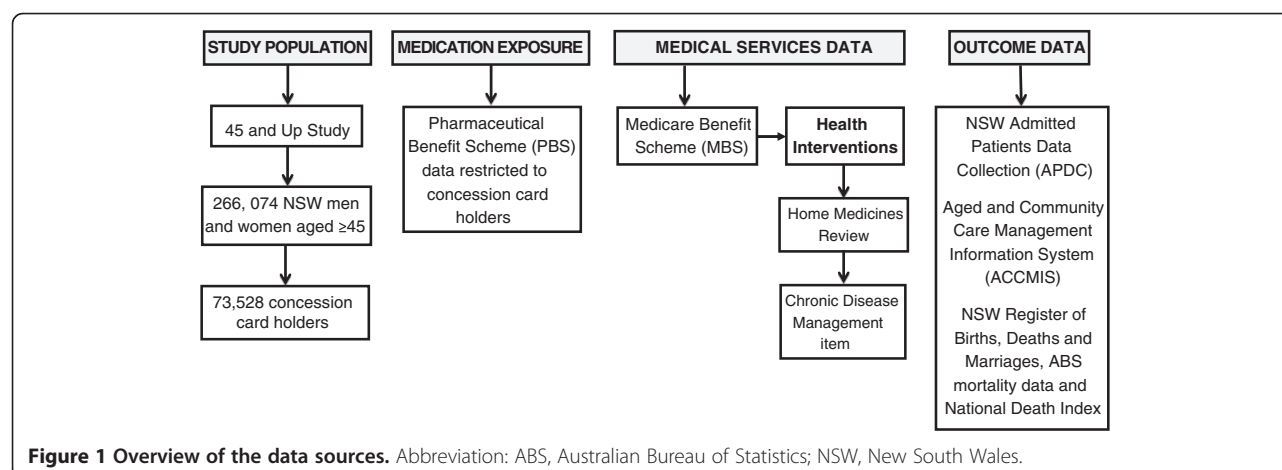 STUDY POPULATION
45 and Up Study
266, 074 NSW men
and women aged ≥45
73,528 concession
card holders
MEDICATION EXPOSURE
Pharmaceutical
Benefit Scheme (PBS)
data restricted to
concession card
holders
MEDICAL SERVICES DATA
Medicare Benefit
Scheme (MBS)
Health
Interventions
Home Medicines
Review
Chronic Disease
Management
item
OUTCOME DATA
NSW Admitted
Patients Data
Collection (APDC)
Aged and Community
Care Management
Information System
(ACCMIS)
NSW Register of
Births, Deaths and
Marriages, ABS
mortality data and
National Death Index
Figure 1 Overview of the data sources. Abbreviation: ABS, Australian Bureau of Statistics; NSW, New South Wales.